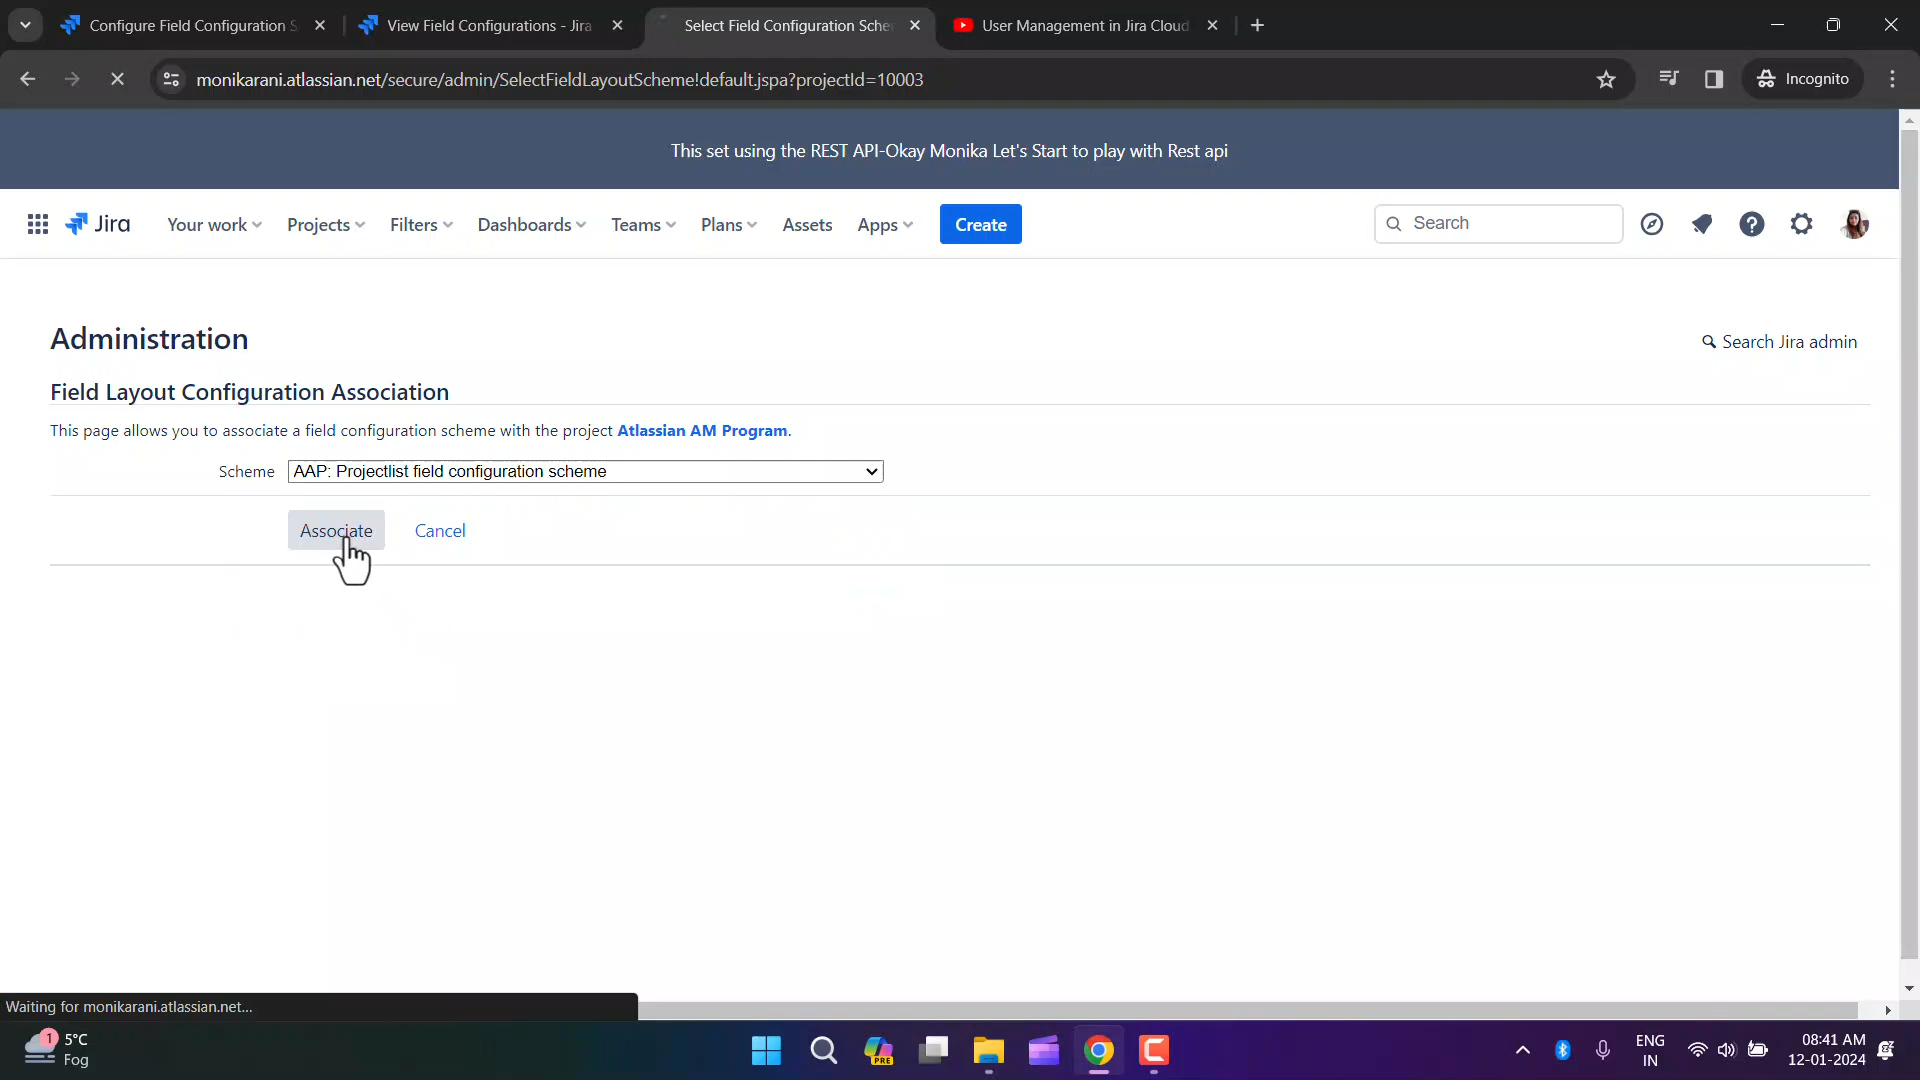 Configure Field Configuration S
View Field Configurations - Jira
Select Field Configuration Sche
User Management in Jira Cloud
monikarani.atlassian.net/secure/admin/SelectFieldLayoutScheme!default.jspa?projectId=10003
Incognito
This set using the REST API-Okay Monika Let's Start to play with Rest api
Jira
Your work
Projects
Filters
Dashboards
Teams
Plans
Assets
Apps
Create
Search
Administration
Search Jira admin
Field Layout Configuration Association
This page allows you to associate a field configuration scheme with the project Atlassian AM Program.
Scheme
AAP: Projectlist field configuration scheme
Associate
Cancel
Waiting for monikarani.atlassian.net...
1
5°C
Fog
PRE
ENG
IN
08:41 AM
12-01-2024